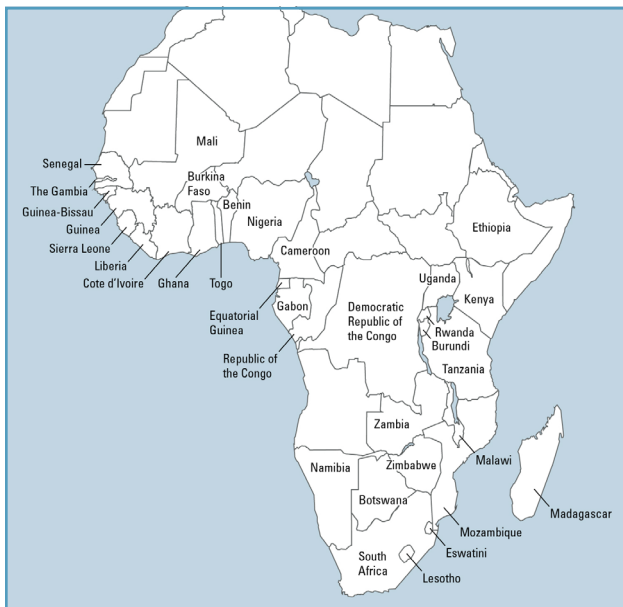 Mali
Senegal
Burkina
Faso
The Gambia
Benin
Guinea-Bissau
Nigeria
Guinea
Ethiopia
Sierra Leone
Cameroon
Liberia
Cote d'Ivoire
Ghana
Togo
Uganda
Kenya
Equatorial
Guinea
Gabon
Democratic
Republic of
the Congo
Rwanda
Burundi
Republic of
the Congo
Tanzania
Zambia
Malawi
Namibia
Zimbabwe
Botswana
Madagascar
Mozambique
Eswatini
South
Africa
Lesotho